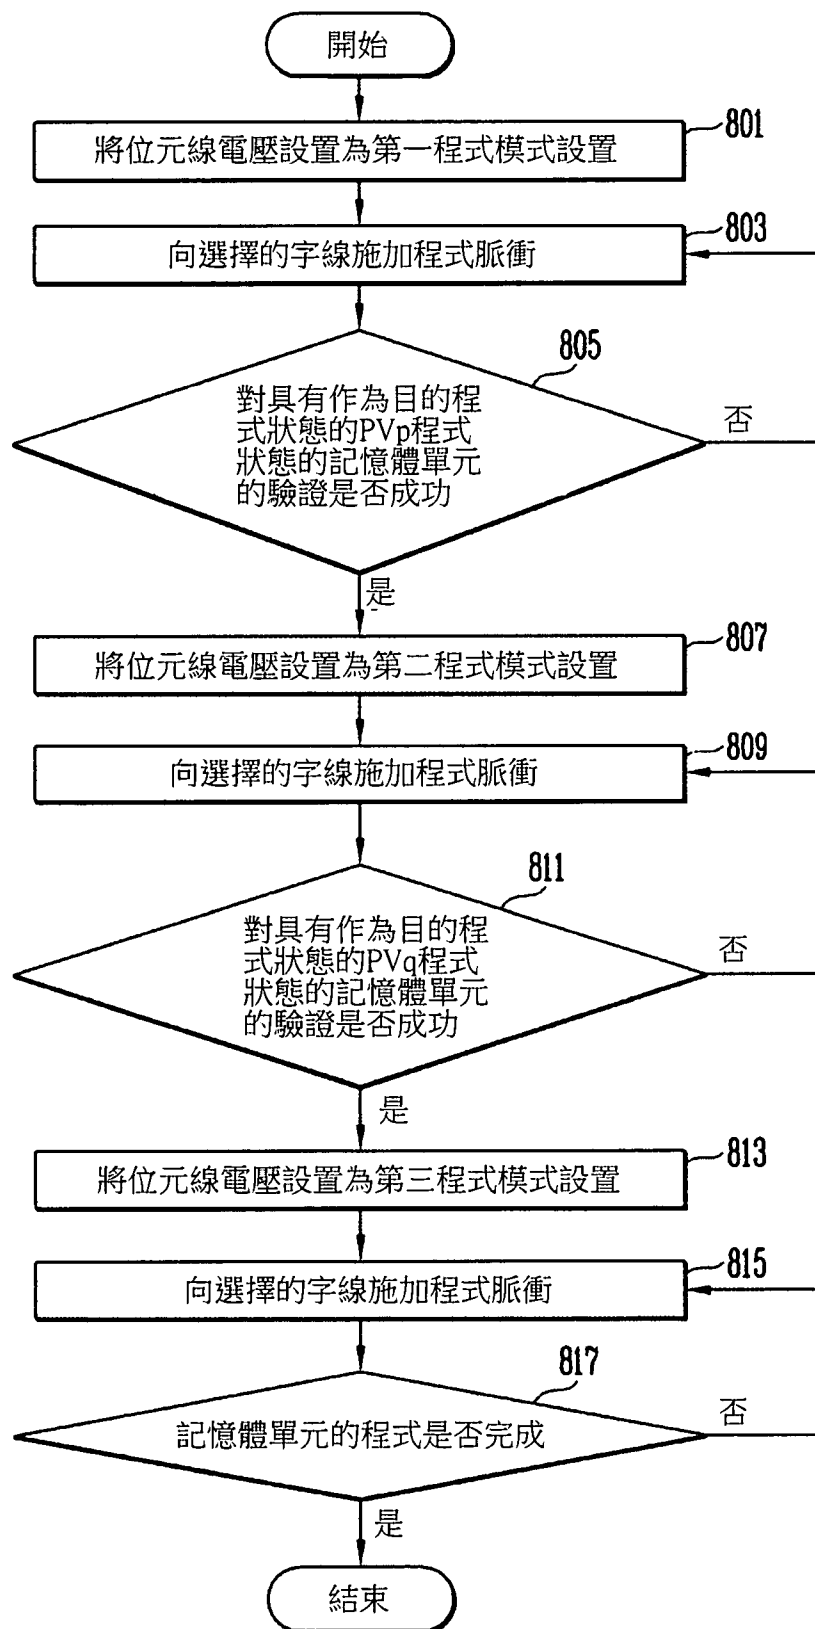 開始
將位元線電壓設置為第一程式模式設置
801
向選擇的字線施加程式脈衝
803
對具有作為目的程
式狀態的PVp程式
狀態的記憶體單元
的驗證是否成功
805
否
是
將位元線電壓設置為第二程式模式設置
807
向選擇的字線施加程式脈衝
809
對具有作為目的程
式狀態的PVq程式
狀態的記憶體單元
的驗證是否成功
811
否
是
將位元線電壓設置為第三程式模式設置
813
向選擇的字線施加程式脈衝
815
記憶體單元的程式是否完成
817
否
是
結束